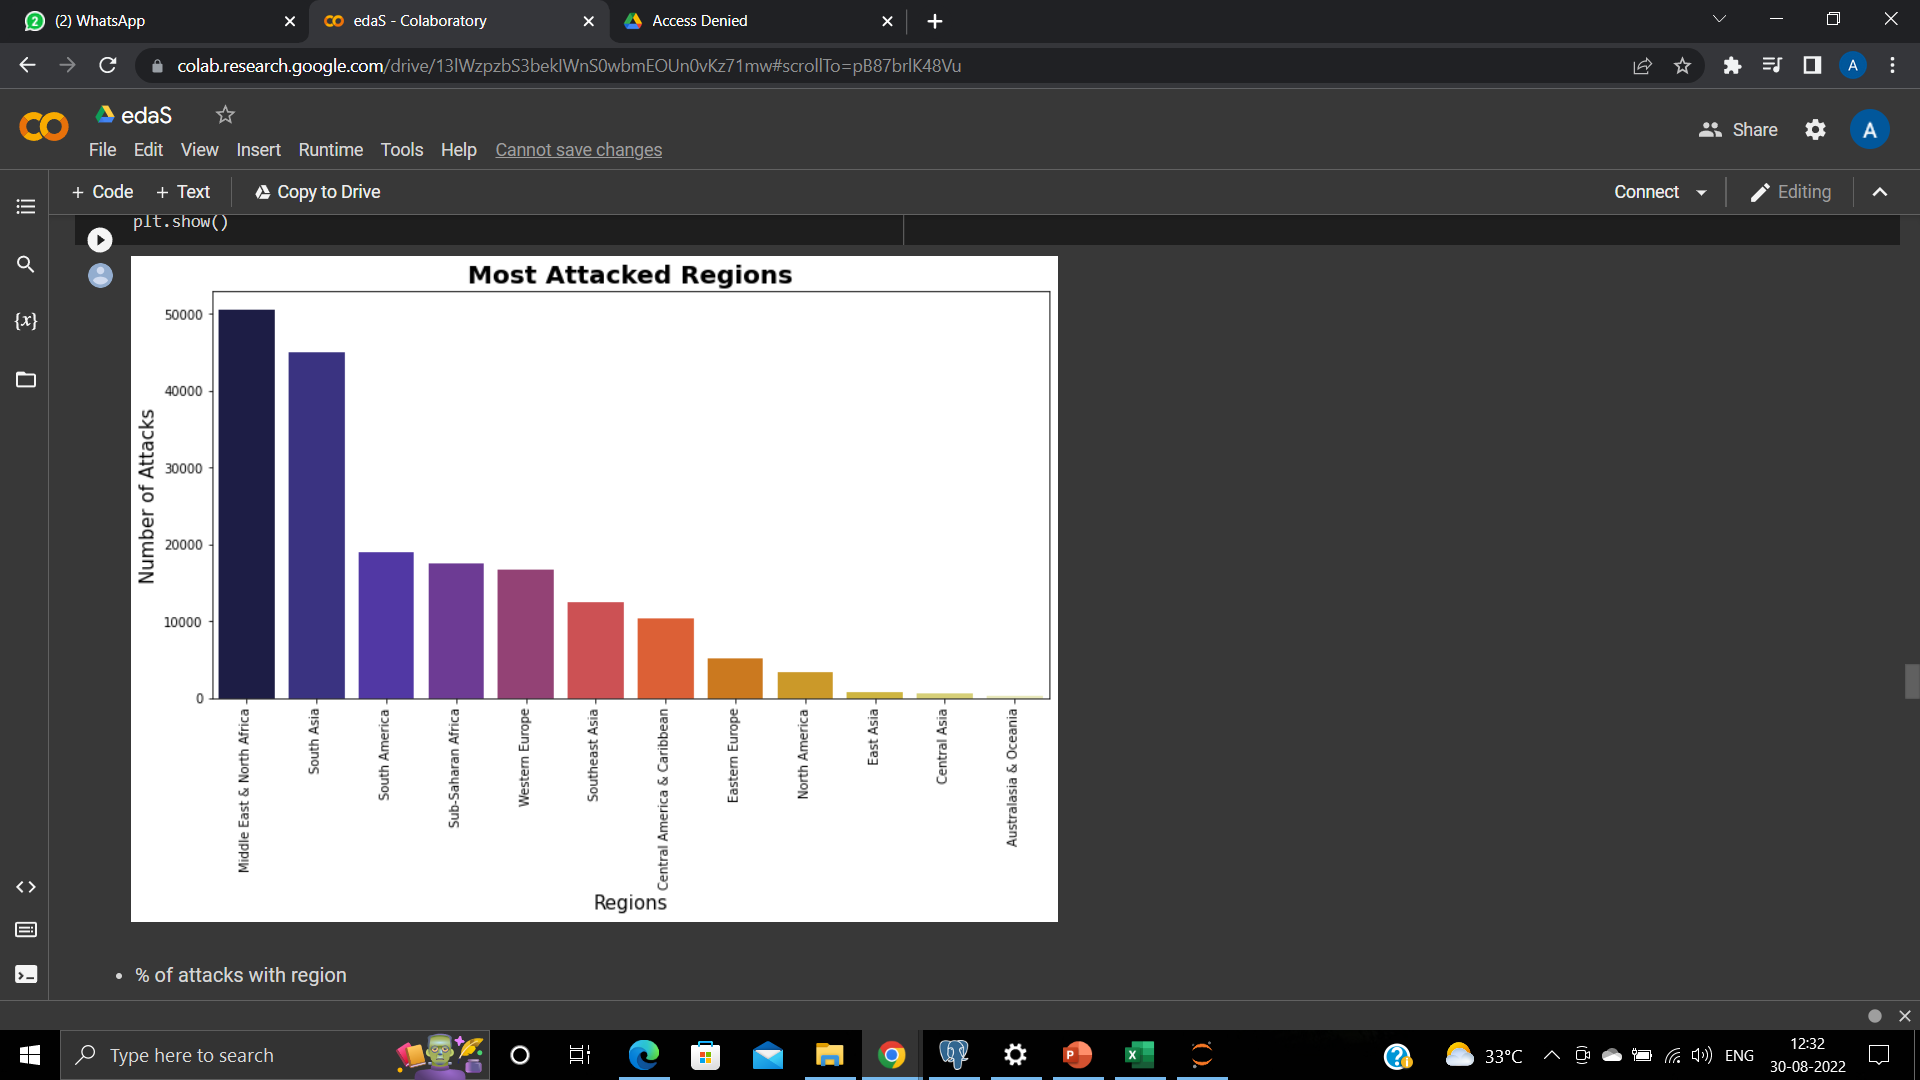 (2) WhatsApp
edaS - Colaboratory
Access Denied
colab.research.google.com/drive/13lWzpzbS3beklWnS0wbmEOUn0vKz71mw#scrollTo=pB87brlK48Vu
A
edaS
File Edit View Insert Runtime Tools Help Cannot save changes
Share
A
+ Code + Text Copy to Drive
Connect
Editing
plt.show()
{x}
Most Attacked Regions
Number of Attacks
50000
40000
30000
20000
10000
0
Middle East & North Africa
South Asia
South America
Sub-Saharan Africa
Western Europe
Southeast Asia
Central America & Caribbean
Eastern Europe
North America
East Asia
Central Asia
Australasia & Oceania
Regions
• % of attacks with region
Type here to search
33°C
ENG
12:32
30-08-2022